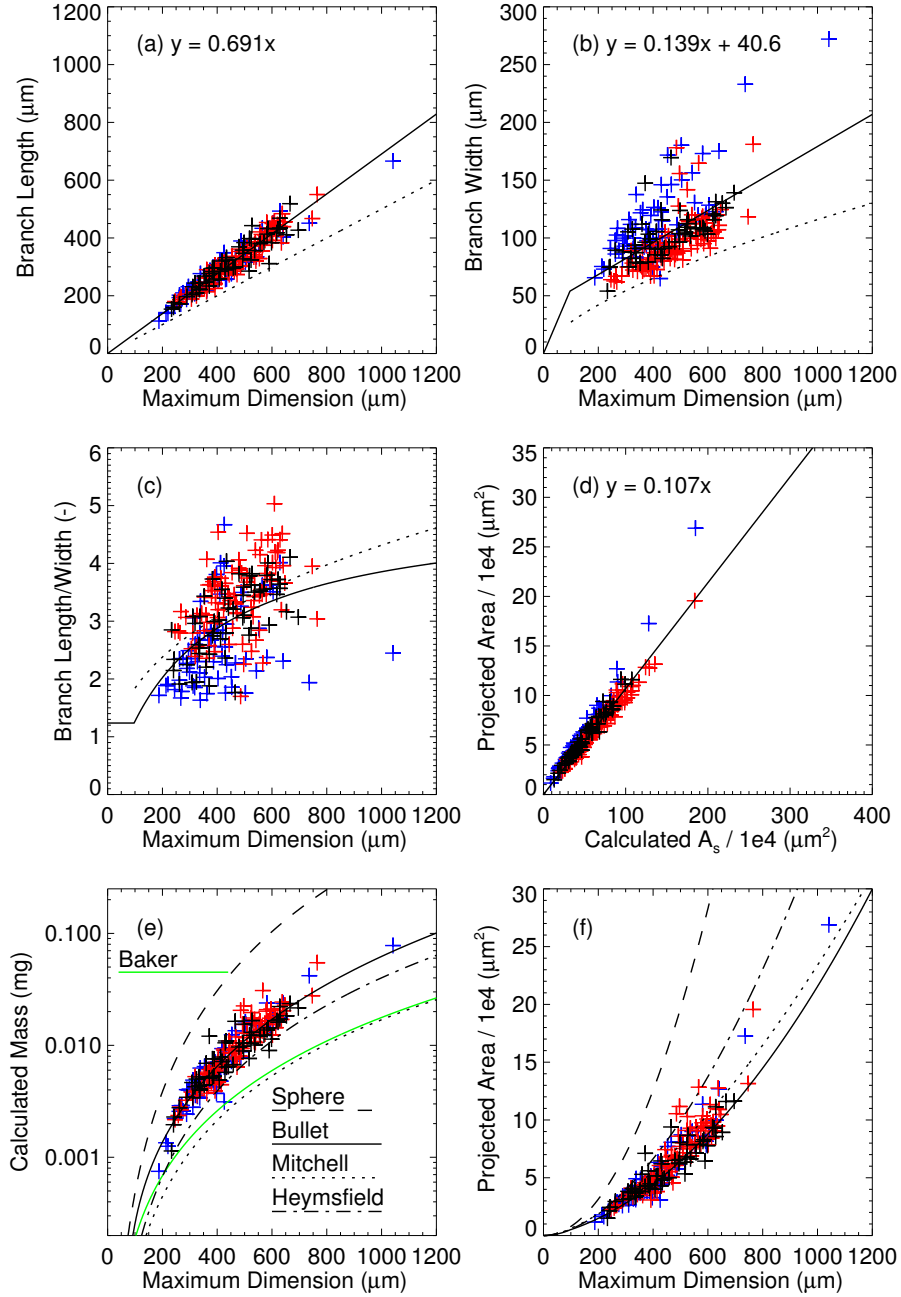 (a) y = 0.691x
Branch Length (μm)
1200
1000
800
600
400
200
0
0 200 400 600 800 1000 1200
Maximum Dimension (μm)
(b) y = 0.139x + 40.6
Branch Width (μm)
300
250
200
150
100
50
0
0 200 400 600 800 1000 1200
Maximum Dimension (μm)
(c)
Branch Length/Width (-)
6
5
4
3
2
1
0
0 200 400 600 800 1000 1200
Maximum Dimension (μm)
(d) y = 0.107x
Projected Area / 1e4 (μm²)
35
30
25
20
15
10
5
0
0 100 200 300 400
Calculated Aₛ / 1e4 (μm²)
(e)
Baker
Calculated Mass (mg)
0.100
0.010
0.001
Sphere
Bullet
Mitchell
Heymsfield
0 200 400 600 800 1000 1200
Maximum Dimension (μm)
(f)
Projected Area / 1e4 (μm²)
30
25
20
15
10
5
0
0 200 400 600 800 1000 1200
Maximum Dimension (μm)